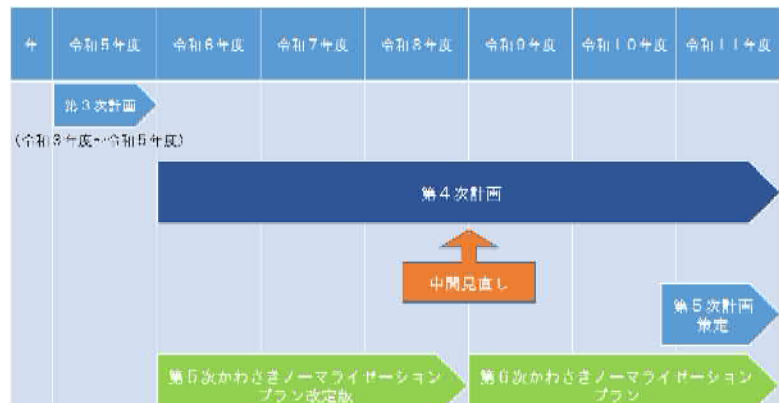 年 令和5年度 令和6年度 令和7年度 令和8年度 令和9年度 令和10年度 令和11年度
第3次計画
(令和3年度~令和5年度)
第4次計画
中間見直し
第5次計画
策定
第5次かわさきノーマライゼーション
プラン改定版
第6次かわさきノーマライゼーション
プラン